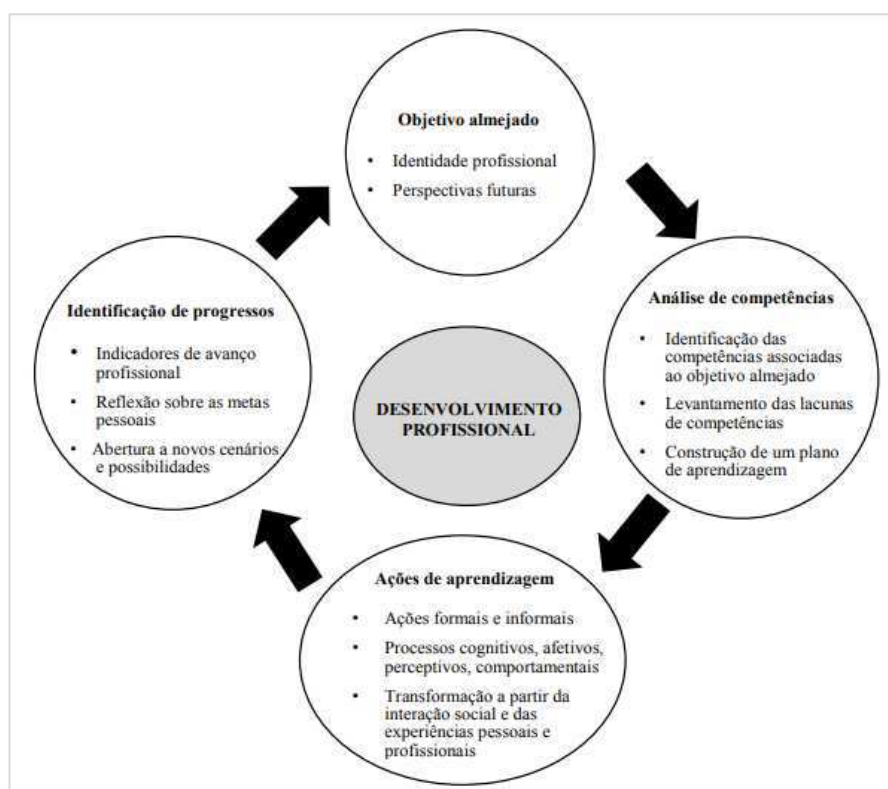 Objetivo almejado
• Identidade profissional
• Perspectivas futuras
Análise de competências
• Identificação das
competências associadas
ao objetivo almejado
• Levantamento das lacunas
de competências
• Construção de um plano
de aprendizagem
Ações de aprendizagem
• Ações formais e informais
• Processos cognitivos, afetivos,
perceptivos, comportamentais
• Transformação a partir da
interação social e das
experiências pessoais e
profissionais
Identificação de progressos
• Indicadores de avanço
profissional
• Reflexão sobre as metas
pessoais
• Abertura a novos cenários
e possibilidades
DESENVOLVIMENTO
PROFISSIONAL